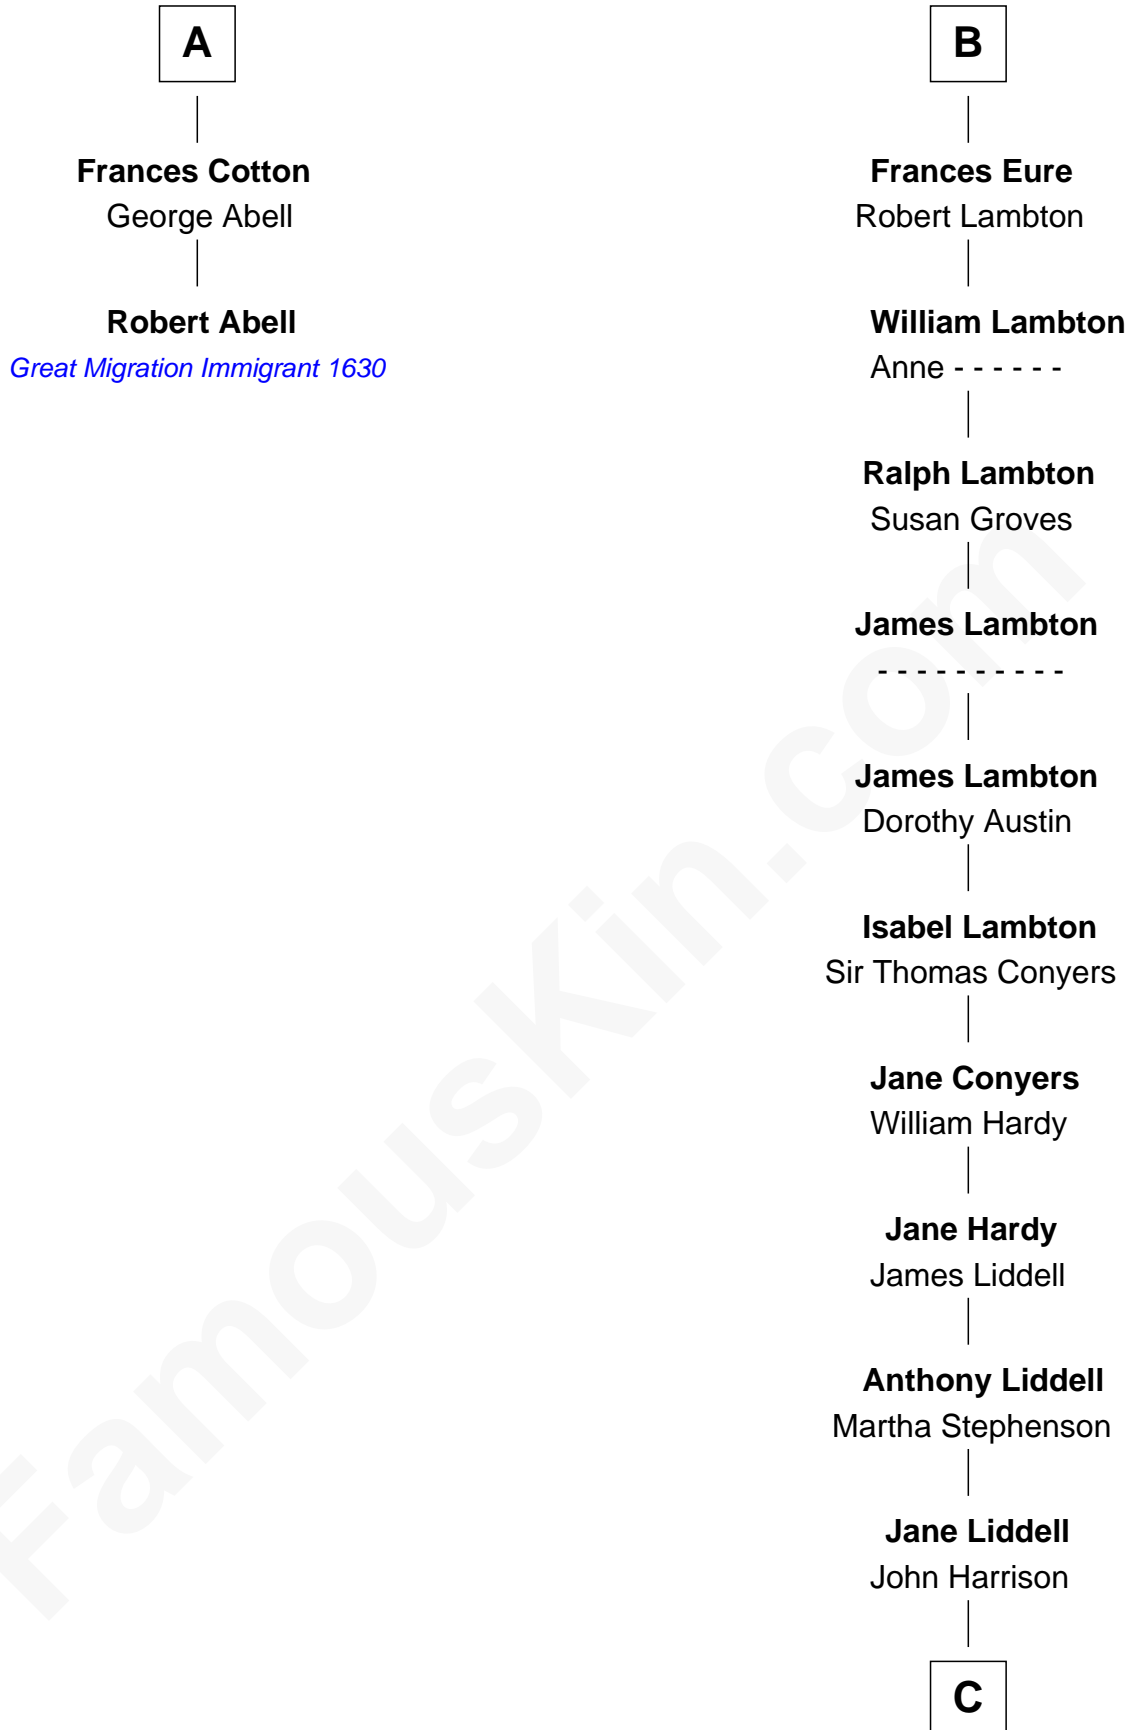 A
Frances Cotton
George Abell
Robert Abell
Great Migration Immigrant 1630
B
Frances Eure
Robert Lambton
William Lambton
Anne - - - - - -
Ralph Lambton
Susan Groves
James Lambton
- - - - - - - - - -
James Lambton
Dorothy Austin
Isabel Lambton
Sir Thomas Conyers
Jane Conyers
William Hardy
Jane Hardy
James Liddell
Anthony Liddell
Martha Stephenson
Jane Liddell
John Harrison
C
FamousKin.com